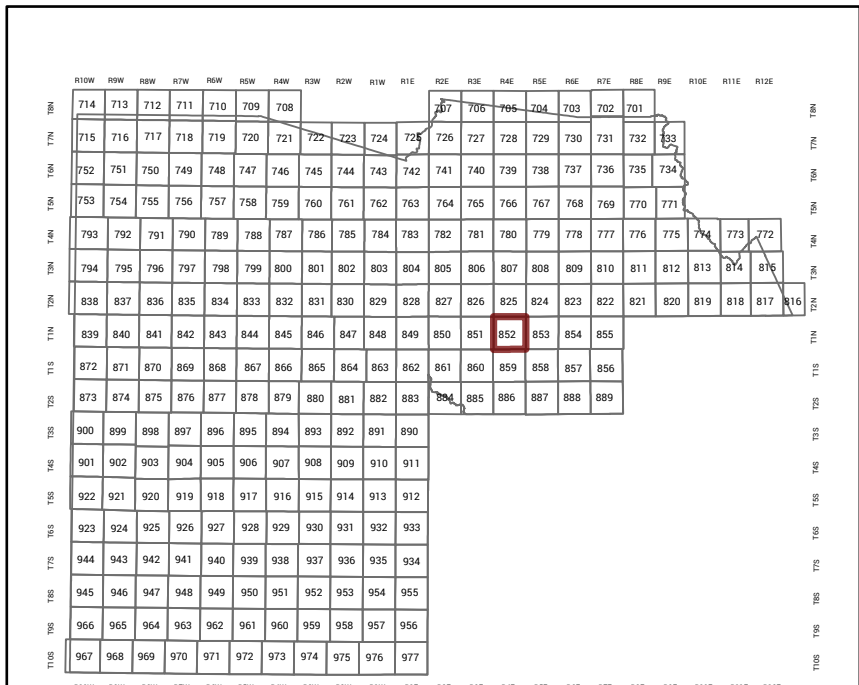 R10W R9W R8W R7W R6W R5W R4W R3W R2W R1W R1E R2E R3E R4E R5E R6E R7E R8E R9E R10E R11E R12E
T8N 714 713 712 711 710 709 708 707 706 705 704 703 702 701 T8N
T7N 715 716 717 718 719 720 721 722 723 724 725 726 727 728 729 730 731 732 733 T7N
T6N 752 751 750 749 748 747 746 745 744 743 742 741 740 739 738 737 736 735 734 T6N
T5N 753 754 755 756 757 758 759 760 761 762 763 764 765 766 767 768 769 770 771 T5N
T4N 793 792 791 790 789 788 787 786 785 784 783 782 781 780 779 778 777 776 775 774 773 772 T4N
T3N 794 795 796 797 798 799 800 801 802 803 804 805 806 807 808 809 810 811 812 813 814 815 T3N
T2N 838 837 836 835 834 833 832 831 830 829 828 827 826 825 824 823 822 821 820 819 818 817 816 T2N
T1N 839 840 841 842 843 844 845 846 847 848 849 850 851 852 853 854 855 T1N
T1S 872 871 870 869 868 867 866 865 864 863 862 861 860 859 858 857 856 T1S
T2S 873 874 875 876 877 878 879 880 881 882 883 884 885 886 887 888 889 T2S
T3S 900 899 898 897 896 895 894 893 892 891 890 T3S
T4S 901 902 903 904 905 906 907 908 909 910 911 T4S
T5S 922 921 920 919 918 917 916 915 914 913 912 T5S
T6S 923 924 925 926 927 928 929 930 931 932 933 T6S
T7S 944 943 942 941 940 939 938 937 936 935 934 T7S
T8S 945 946 947 948 949 950 951 952 953 954 955 T8S
T9S 966 965 964 963 962 961 960 959 958 957 956 T9S
T10S 967 968 969 970 971 972 973 974 975 976 977 T10S